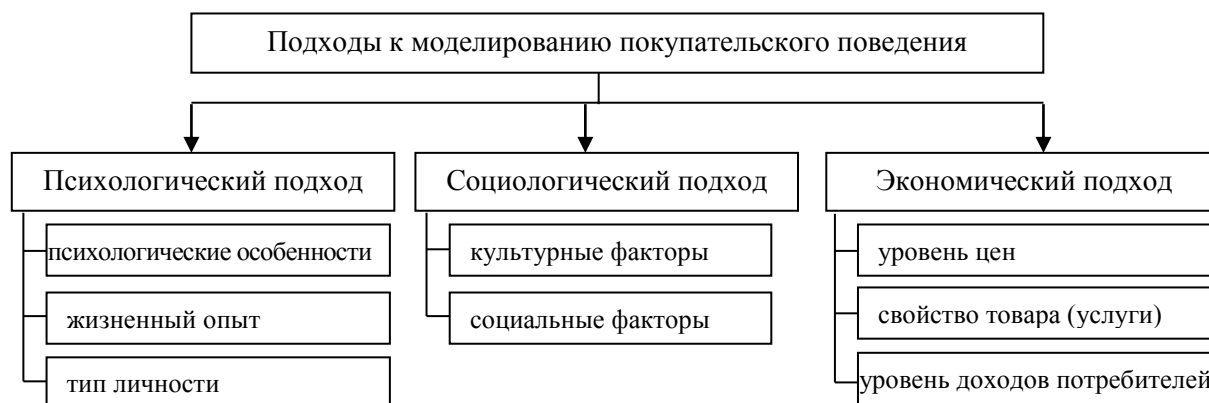 Подходы к моделированию покупательского поведения
Психологический подход
психологические особенности
жизненный опыт
тип личности
Социологический подход
культурные факторы
социальные факторы
Экономический подход
уровень цен
свойство товара (услуги)
уровень доходов потребителей